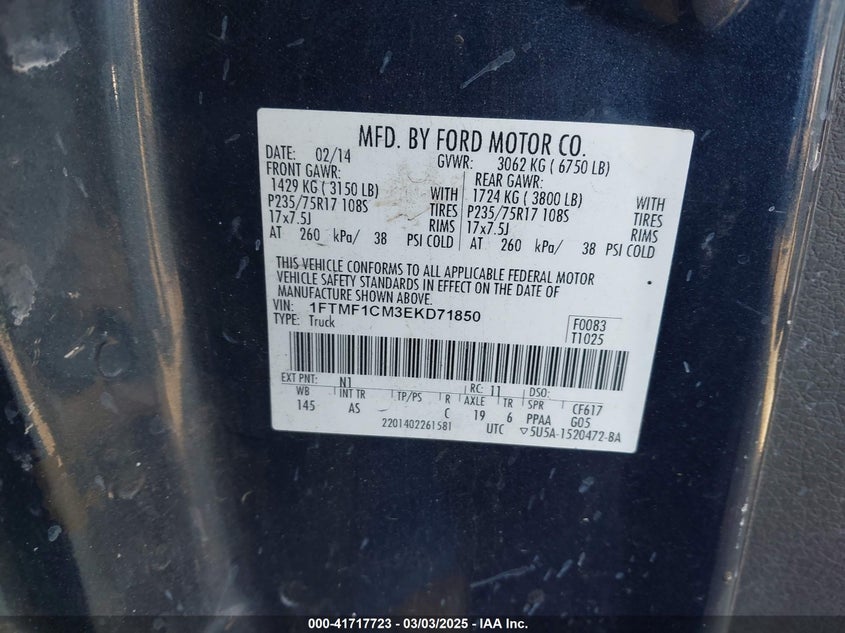 MFD. BY FORD MOTOR CO.
DATE: 02/14 GVWR: 3062 KG ( 6750 LB)
FRONT GAWR: REAR GAWR:
1429 KG ( 3150 LB) WITH 1724 KG ( 3800 LB) WITH
P235/75R17 108S TIRES P235/75R17 108S TIRES
17x7.5J RIMS 17x7.5J RIMS
AT 260 kPa/ 38 PSI COLD AT 260 kPa/ 38 PSI COLD
THIS VEHICLE CONFORMS TO ALL APPLICABLE FEDERAL MOTOR
VEHICLE SAFETY STANDARDS IN EFFECT ON THE DATE OF
MANUFACTURE SHOWN ABOVE.
VIN: 1FTMF1CM3EKD71850 F0083
TYPE: Truck T1025
EXT PNT: N1 RC: 11 DSO:
WB INT TR TP/PS R AXLE TR SPR CF617
145 AS C 19 6 PPAA G05
2201402261581 UTC ▽5U5A-1520472-BA
000-41717723 - 03/03/2025 - IAA Inc.